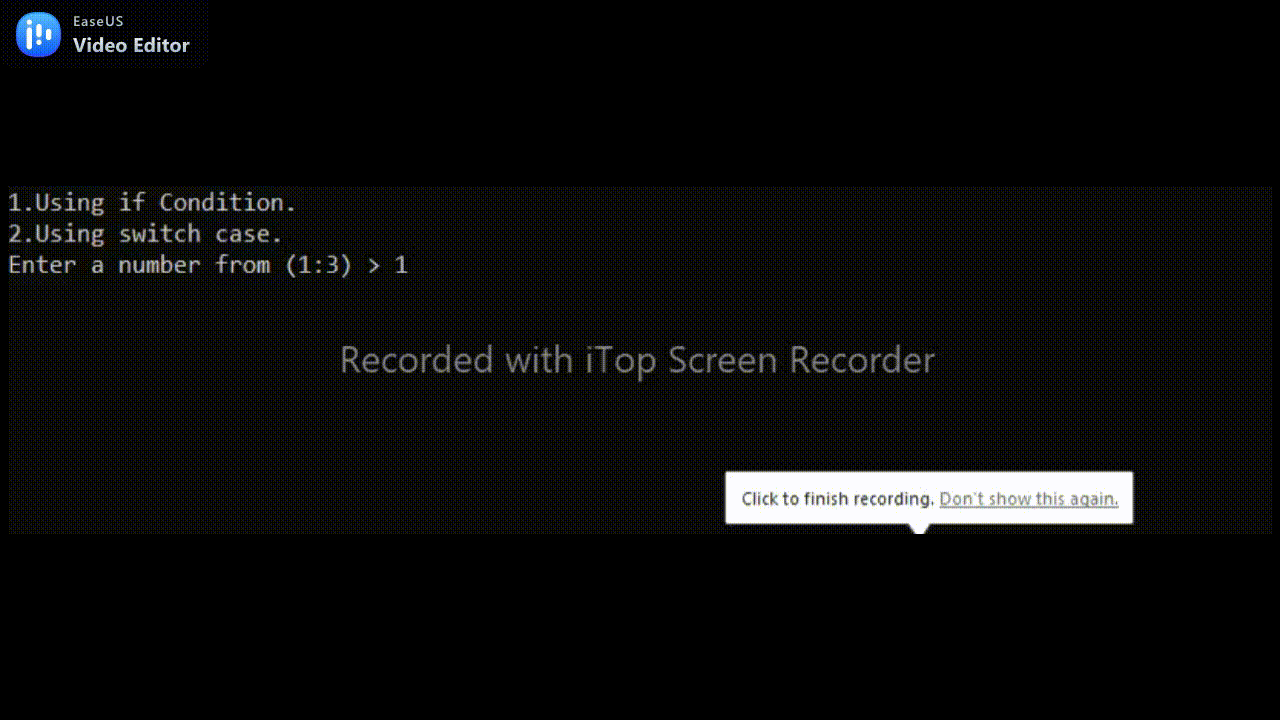 EaseUS
Video Editor
1.Using if Condition.
2.Using switch case.
Enter a number from (1:3) > 1
Recorded with iTop Screen Recorder
Click to finish recording. Don't show this again.